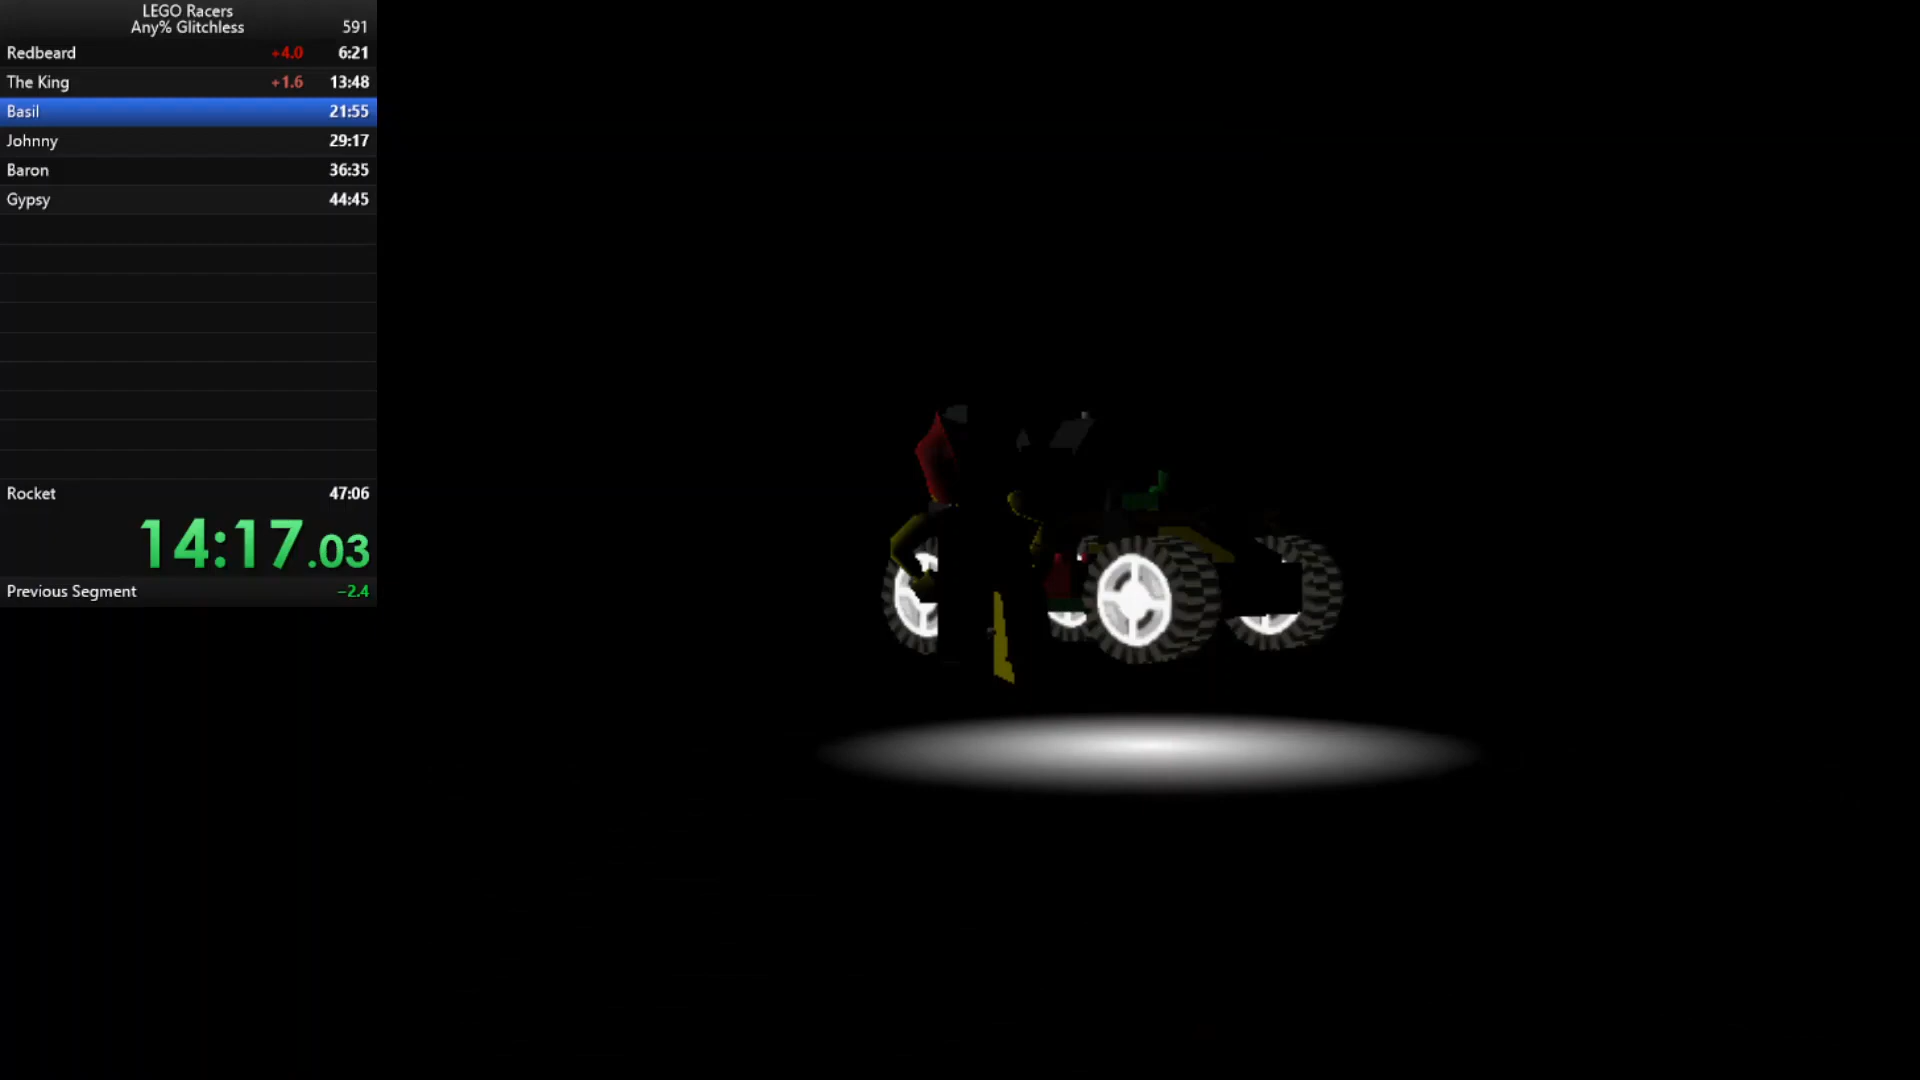 LEGO Racers
Any% Glitchless 591
Redbeard +4.0 6:21
The King +1.6 13:48
Basil 21:55
Johnny 29:17
Baron 36:35
Gypsy 44:45
Rocket 47:06
14:17.03
Previous Segment −2.4